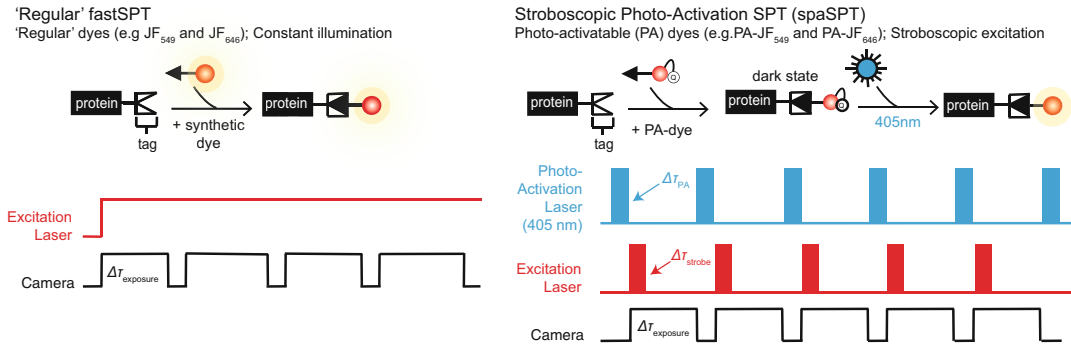 'Regular' fastSPT
'Regular' dyes (e.g JF549 and JF646); Constant illumination
protein
protein
+ synthetic
dye
tag
Excitation
Laser
Camera
Δτexposure
Stroboscopic Photo-Activation SPT (spaSPT)
Photo-activatable (PA) dyes (e.g.PA-JF549 and PA-JF646); Stroboscopic excitation
protein
Q
+ PA-dye
tag
dark state
protein
Q
405nm
protein
Photo-
Activation
Laser
(405 nm)
ΔτPA
Excitation
Laser
Δτstrobe
Camera
Δτexposure